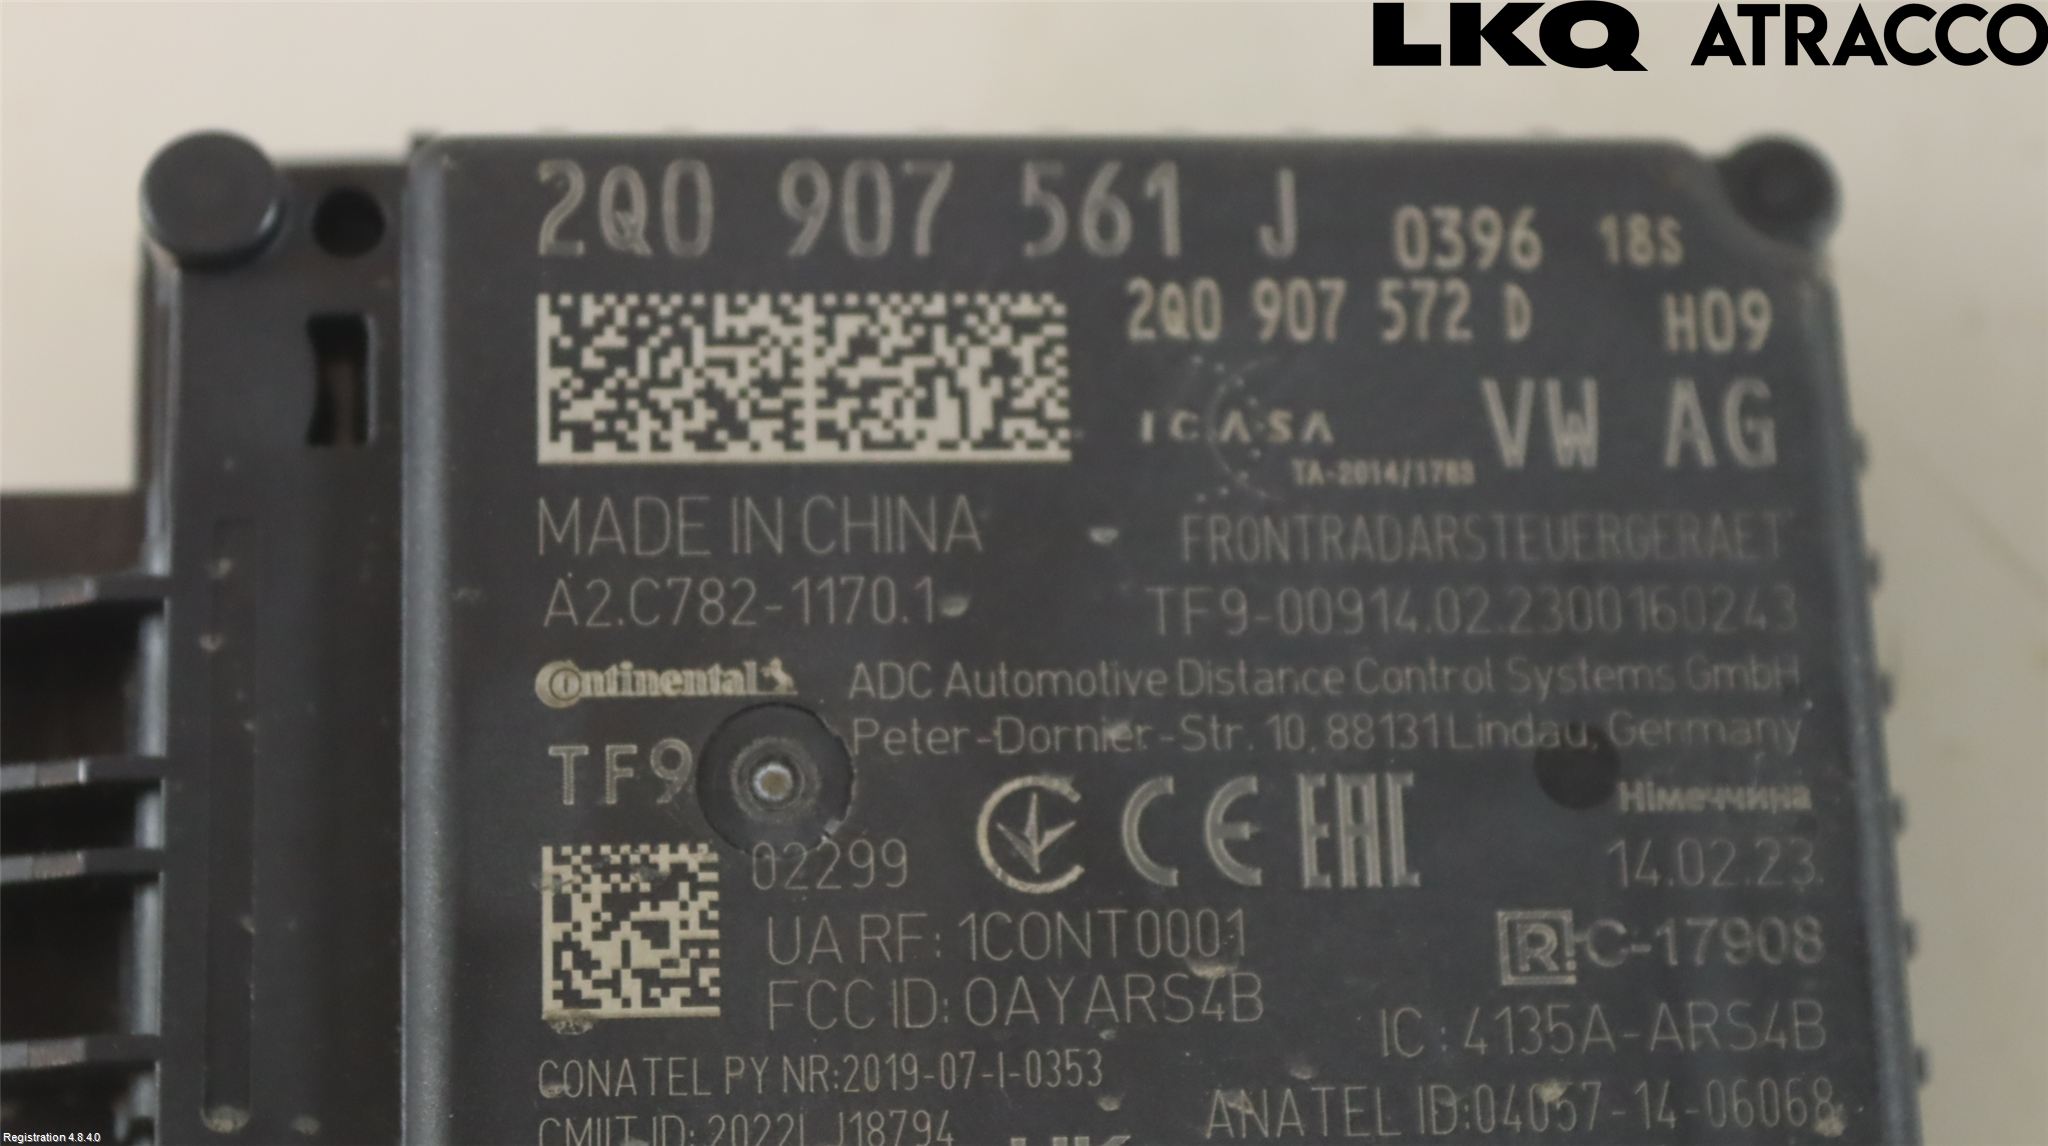 LKQ ATRACCO
2Q0 907 561 J 0396 18S
2Q0 907 572 D H09
ICASA VW AG
TA-2014/1763
MADE IN CHINA FRONTRADARSTEUERGERAET
A2.C782-1170.1 TF9-00914.02.2300160243
Continental ADC Automotive Distance Control Systems GmbH
Peter-Dornier-Str. 10, 88131 Lindau, Germany
TF9 Німеччина
02299 CE EAC 14.02.23.
UA RF: 1CONT0001 R:C-17908
FCC ID: OAYARS4B IC: 4135A-ARS4B
CONATEL PY NR:2019-07-I-0353
ANATEL ID:04057-14-06068
CMIIT ID: 2022LJ18794
Registration 4.8.4.0